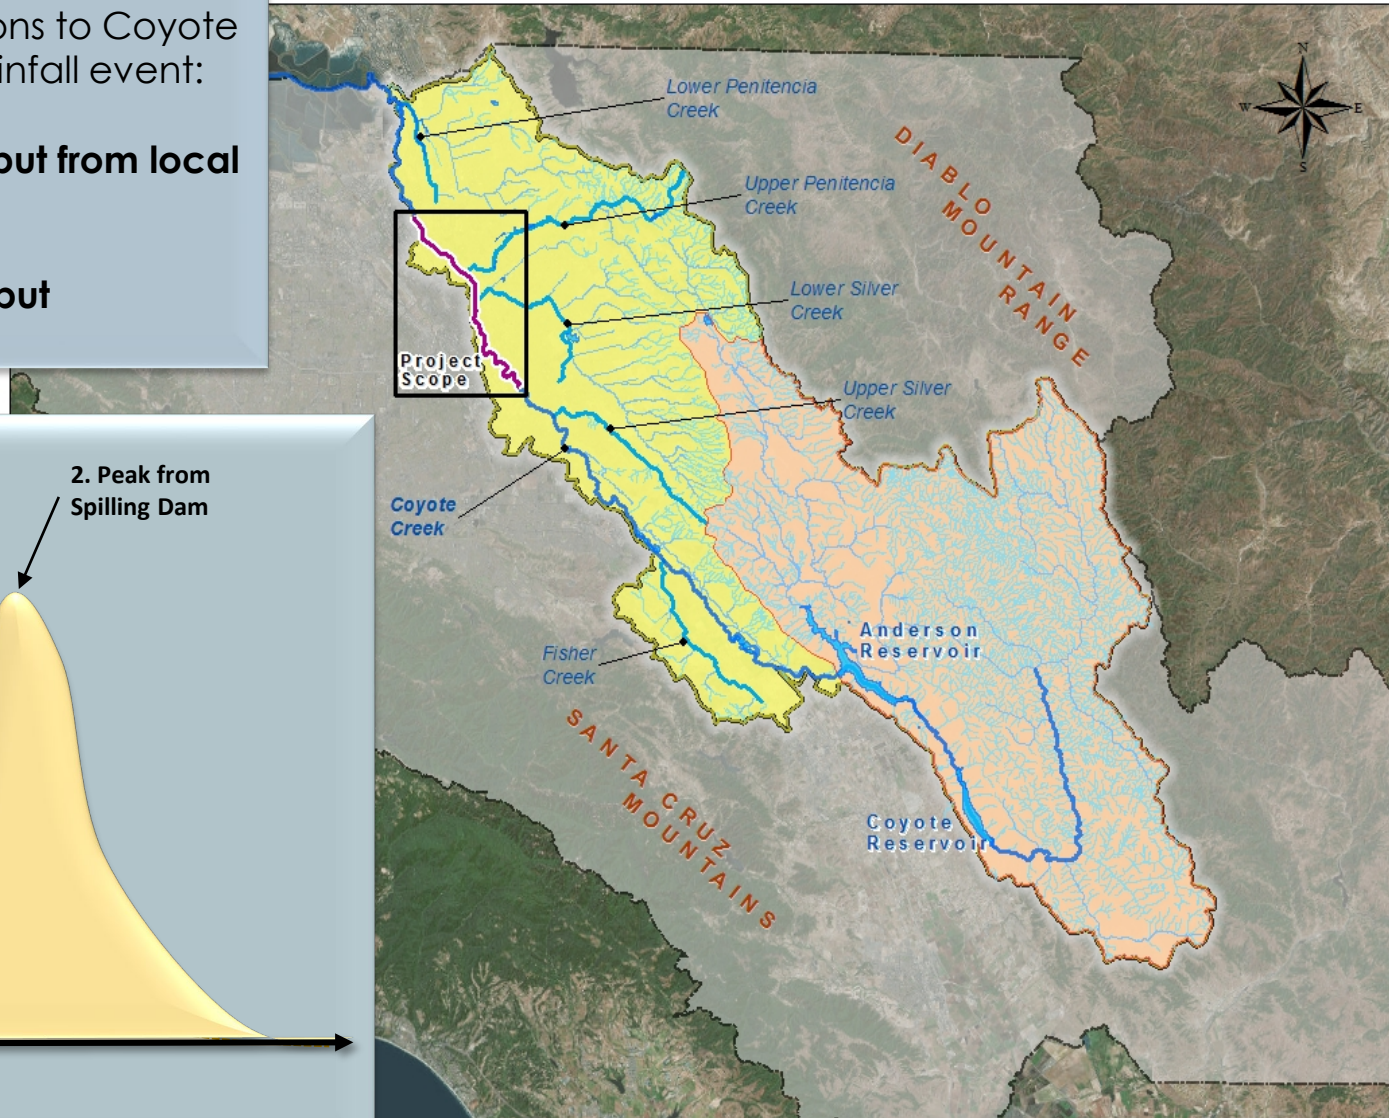 ons to Coyote
infall event:
put from local
put
2. Peak from
Spilling Dam
N
W
E
S
Lower Penitencia
Creek
Upper Penitencia
Creek
Lower Silver
Creek
Upper Silver
Creek
DIABLO
MOUNTAIN
RANGE
Project
Scope
Coyote
Creek
Fisher
Creek
Anderson
Reservoir
Coyote
Reservoir
SANTA CRUZ
MOUNTAINS